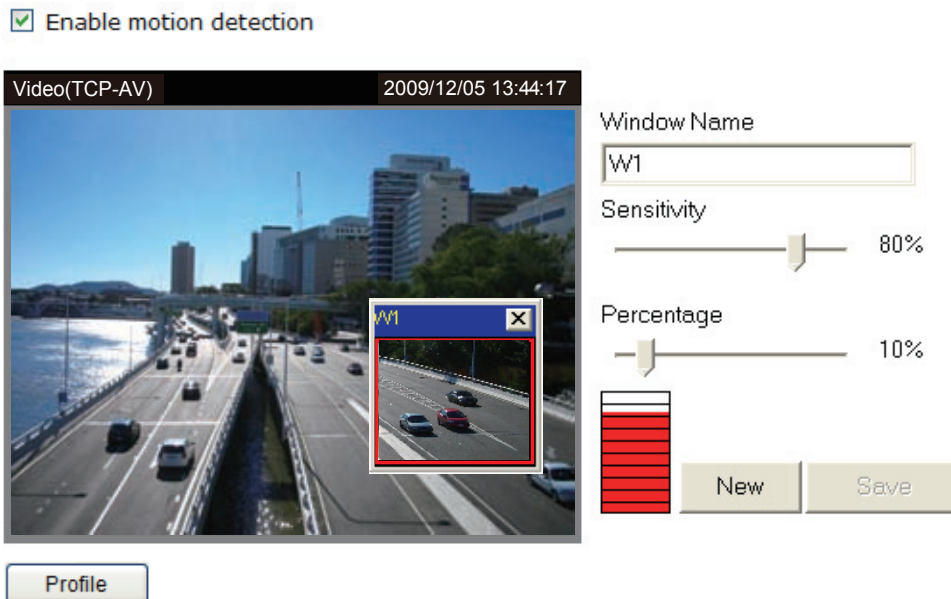 Enable motion detection
Video(TCP-AV) 2009/12/05 13:44:17
Window Name
W1
Sensitivity
80%
W1
Percentage
10%
New Save
Profile